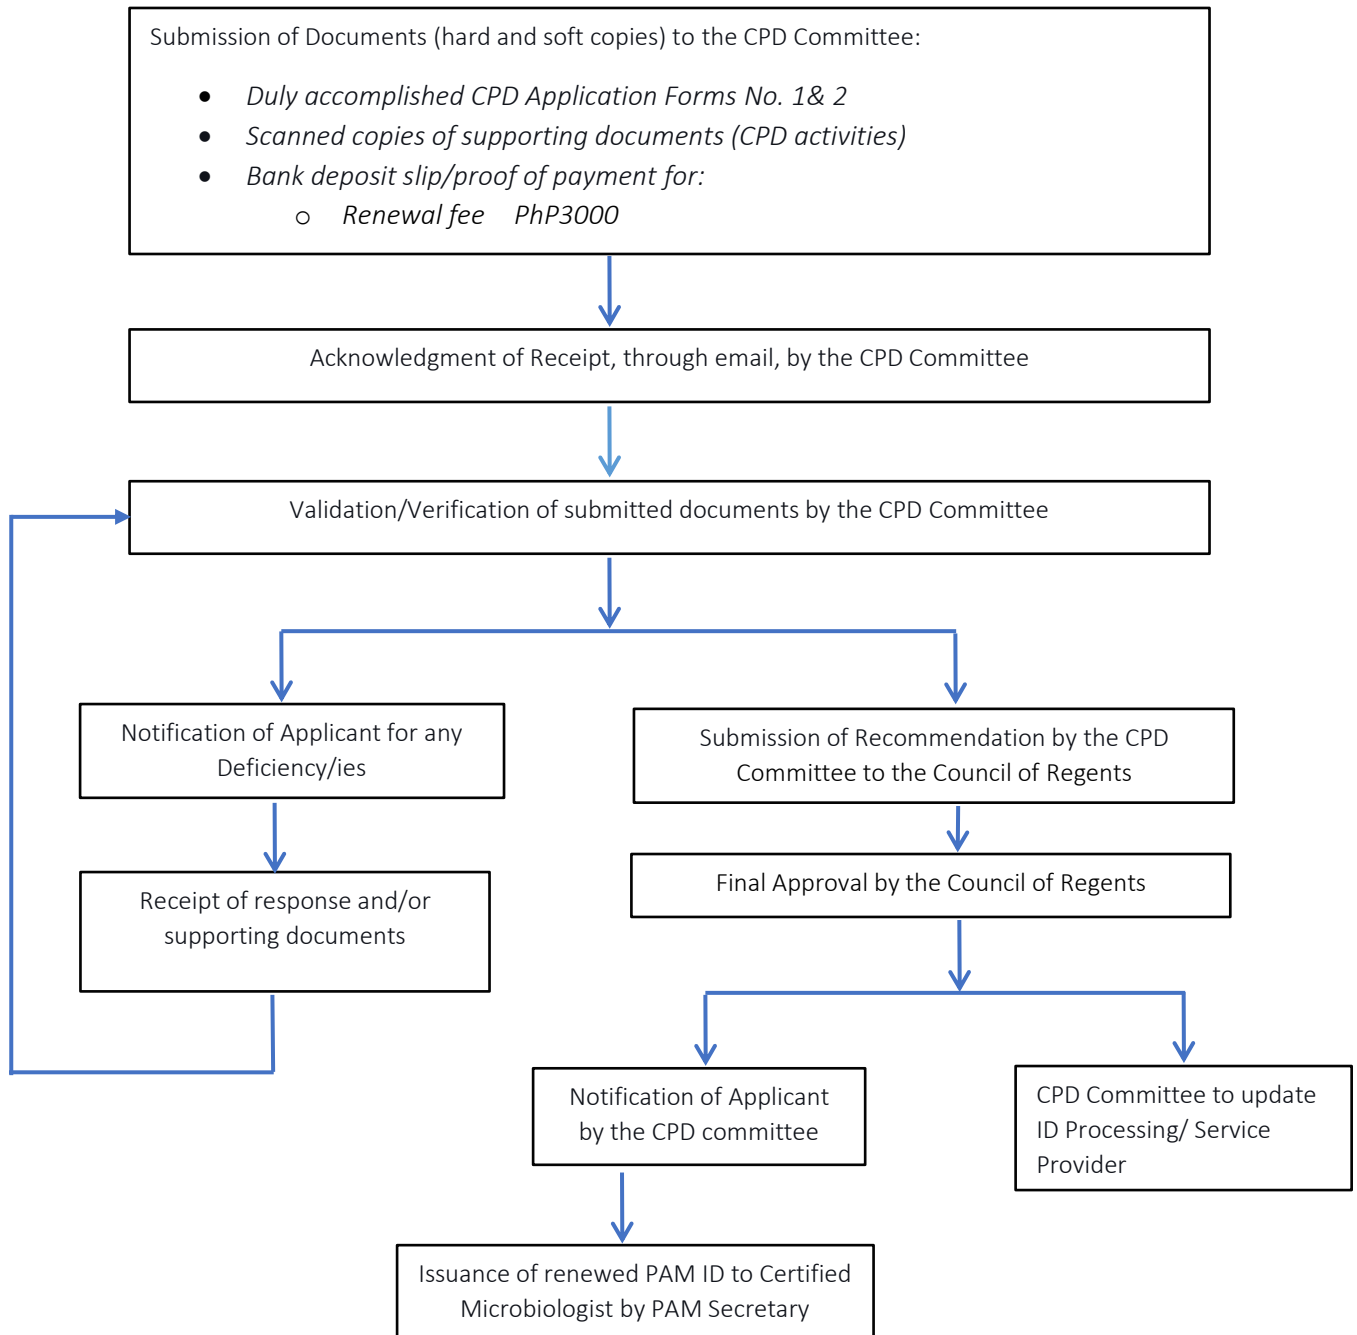 Submission of Documents (hard and soft copies) to the CPD Committee:
• Duly accomplished CPD Application Forms No. 1& 2
• Scanned copies of supporting documents (CPD activities)
• Bank deposit slip/proof of payment for:
o Renewal fee PhP3000
Acknowledgment of Receipt, through email, by the CPD Committee
Validation/Verification of submitted documents by the CPD Committee
Notification of Applicant for any
Deficiency/ies
Submission of Recommendation by the CPD
Committee to the Council of Regents
Receipt of response and/or
supporting documents
Final Approval by the Council of Regents
Notification of Applicant
by the CPD committee
CPD Committee to update
ID Processing/ Service
Provider
Issuance of renewed PAM ID to Certified
Microbiologist by PAM Secretary